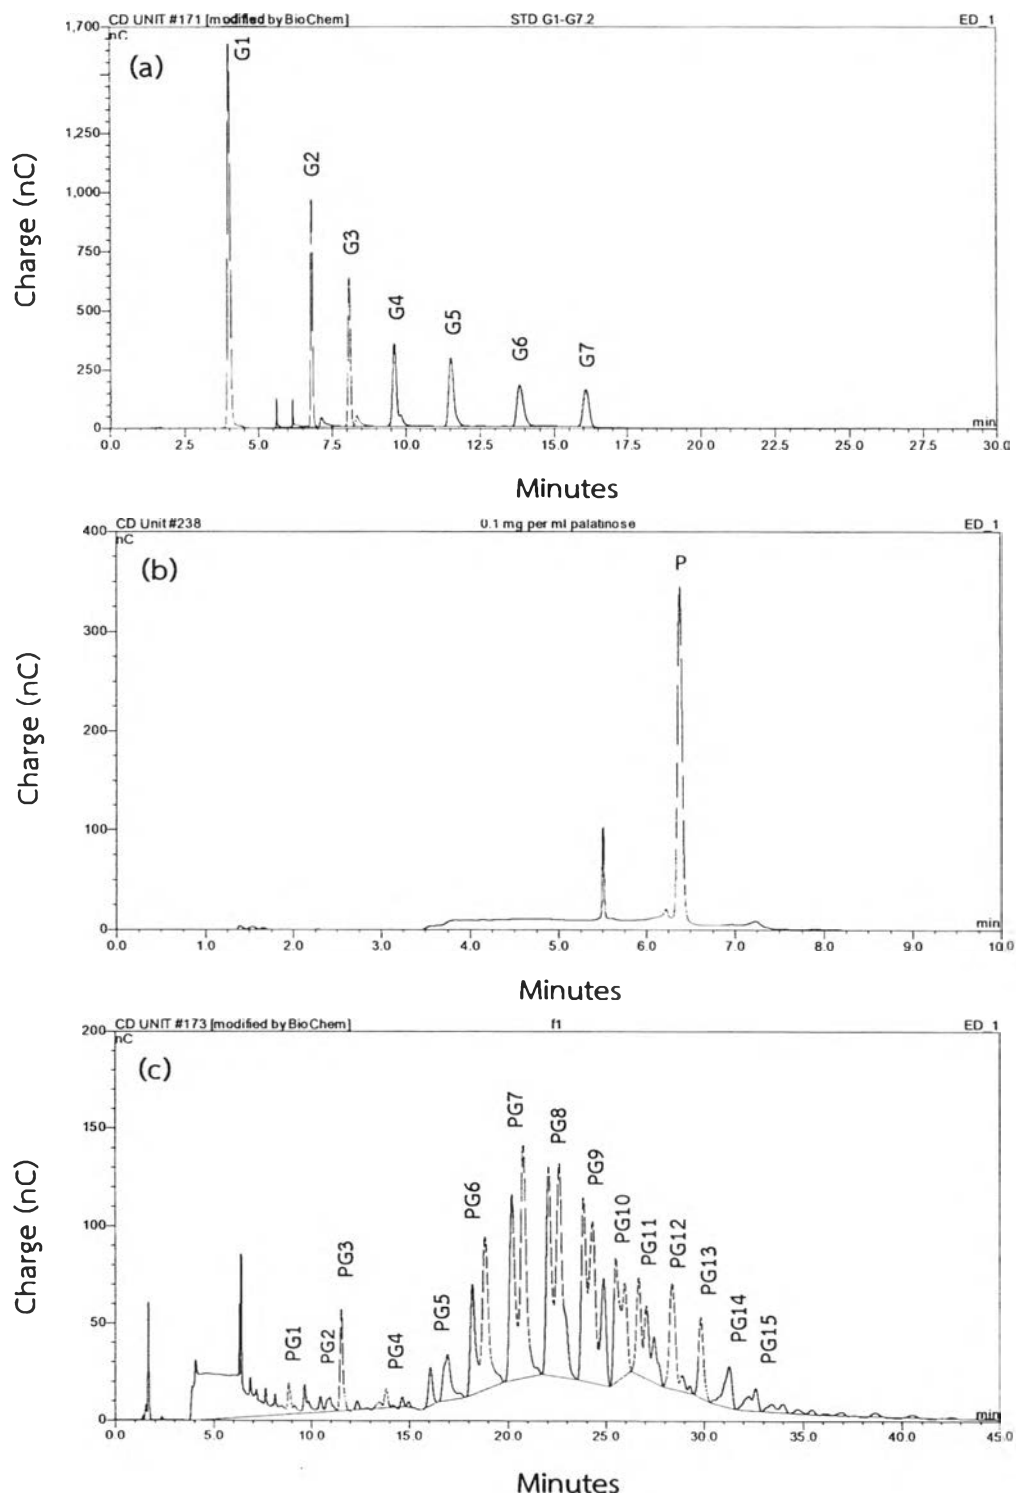 CD UNIT #171 [modified by BioChem] STD G1-G7.2 ED_1
1,700
nC
(a)
G1
G2
G3
G4
G5
G6
G7
1,250
1,000
750
500
250
0
Charge (nC)
min
0.0 2.5 5.0 7.5 10.0 12.5 15.0 17.5 20.0 22.5 25.0 27.5 30.0
Minutes
CD Unit #238 0.1 mg per ml palatinose ED_1
400
nC
(b)
P
300
200
100
0
Charge (nC)
min
0.0 1.0 2.0 3.0 4.0 5.0 6.0 7.0 8.0 9.0 10.0
Minutes
CD UNIT #173 [modified by BioChem] f1 ED_1
200
nC
(c)
PG1
PG2
PG3
PG4
PG5
PG6
PG7
PG8
PG9
PG10
PG11
PG12
PG13
PG14
PG15
150
100
50
0
Charge (nC)
min
0.0 5.0 10.0 15.0 20.0 25.0 30.0 35.0 40.0 45.0
Minutes